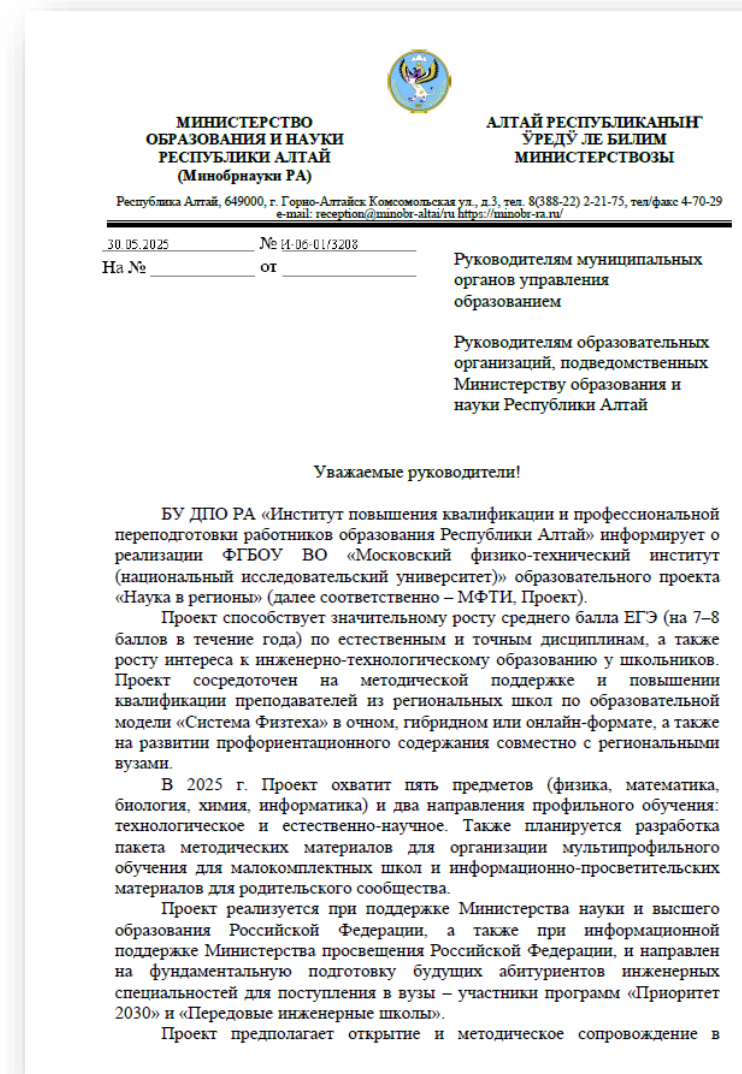 МИНИСТЕРСТВО
ОБРАЗОВАНИЯ И НАУКИ
РЕСПУБЛИКИ АЛТАЙ
(Минобрнауки РА)
АЛТАЙ РЕСПУБЛИКАНЫҤ
ӰРЕДӰ ЛЕ БИЛИМ
МИНИСТЕРСТВОЗЫ
Республика Алтай, 649000, г. Горно-Алтайск Комсомольская ул., д.3, тел. 8(388-22) 2-21-75, тел/факс 4-70-29
e-mail: reception@minobr-altai/ru https://minobr-ra.ru/
30.05.2025 № И-06-01/3208
На № ____________ от ________________
Руководителям муниципальных
органов управления
образованием
Руководителям образовательных
организаций, подведомственных
Министерству образования и
науки Республики Алтай
Уважаемые руководители!
БУ ДПО РА «Институт повышения квалификации и профессиональной
переподготовки работников образования Республики Алтай» информирует о
реализации ФГБОУ ВО «Московский физико-технический институт
(национальный исследовательский университет)» образовательного проекта
«Наука в регионы» (далее соответственно – МФТИ, Проект).
Проект способствует значительному росту среднего балла ЕГЭ (на 7–8
баллов в течение года) по естественным и точным дисциплинам, а также
росту интереса к инженерно-технологическому образованию у школьников.
Проект сосредоточен на методической поддержке и повышении
квалификации преподавателей из региональных школ по образовательной
модели «Система Физтеха» в очном, гибридном или онлайн-формате, а также
на развитии профориентационного содержания совместно с региональными
вузами.
В 2025 г. Проект охватит пять предметов (физика, математика,
биология, химия, информатика) и два направления профильного обучения:
технологическое и естественно-научное. Также планируется разработка
пакета методических материалов для организации мультипрофильного
обучения для малокомплектных школ и информационно-просветительских
материалов для родительского сообщества.
Проект реализуется при поддержке Министерства науки и высшего
образования Российской Федерации, а также при информационной
поддержке Министерства просвещения Российской Федерации, и направлен
на фундаментальную подготовку будущих абитуриентов инженерных
специальностей для поступления в вузы – участники программ «Приоритет
2030» и «Передовые инженерные школы».
Проект предполагает открытие и методическое сопровождение в